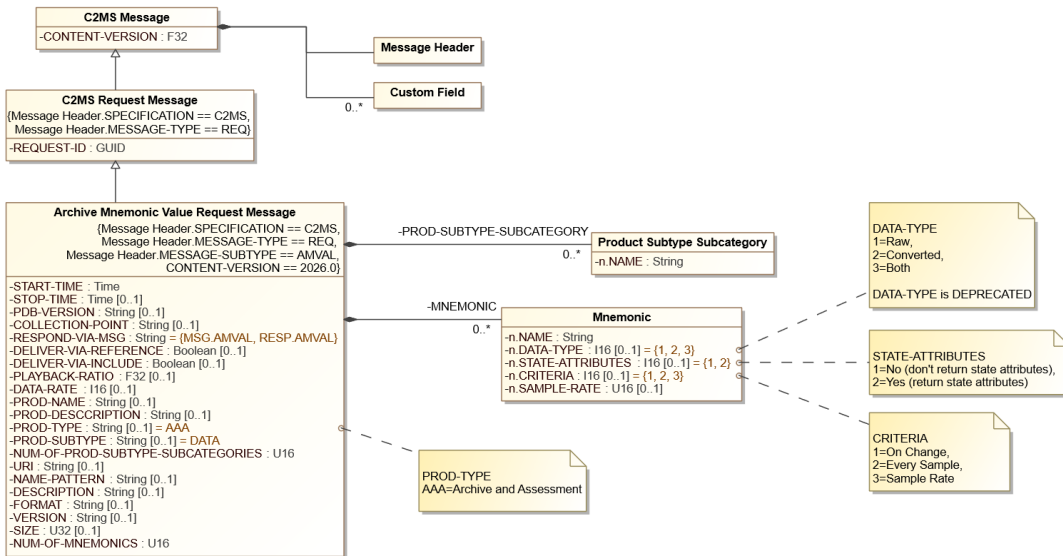 C2MS Message
-CONTENT-VERSION : F32
Message Header
Custom Field
0..*
C2MS Request Message
{Message Header.SPECIFICATION == C2MS,
Message Header.MESSAGE-TYPE == REQ}
-REQUEST-ID : GUID
Archive Mnemonic Value Request Message
{Message Header.SPECIFICATION == C2MS,
Message Header.MESSAGE-TYPE == REQ,
Message Header.MESSAGE-SUBTYPE == AMVAL,
CONTENT-VERSION == 2026.0}
-START-TIME : Time
-STOP-TIME : Time [0..1]
-PDB-VERSION : String [0..1]
-COLLECTION-POINT : String [0..1]
-RESPOND-VIA-MSG : String = {MSG.AMVAL, RESP.AMVAL}
-DELIVER-VIA-REFERENCE : Boolean [0..1]
-DELIVER-VIA-INCLUDE : Boolean [0..1]
-PLAYBACK-RATIO : F32 [0..1]
-DATA-RATE : I16 [0..1]
-PROD-NAME : String [0..1]
-PROD-DESCCRIPTION : String [0..1]
-PROD-TYPE : String [0..1] = AAA
-PROD-SUBTYPE : String [0..1] = DATA
-NUM-OF-PROD-SUBTYPE-SUBCATEGORIES : U16
-URI : String [0..1]
-NAME-PATTERN : String [0..1]
-DESCRIPTION : String [0..1]
-FORMAT : String [0..1]
-VERSION : String [0..1]
-SIZE : U32 [0..1]
-NUM-OF-MNEMONICS : U16
-PROD-SUBTYPE-SUBCATEGORY
0..*
Product Subtype Subcategory
-n.NAME : String
-MNEMONIC
0..*
Mnemonic
-n.NAME : String
-n.DATA-TYPE : I16 [0..1] = {1, 2, 3}
-n.STATE-ATTRIBUTES : I16 [0..1] = {1, 2}
-n.CRITERIA : I16 [0..1] = {1, 2, 3}
-n.SAMPLE-RATE : U16 [0..1]
DATA-TYPE
1=Raw,
2=Converted,
3=Both
DATA-TYPE is DEPRECATED
STATE-ATTRIBUTES
1=No (don't return state attributes),
2=Yes (return state attributes)
CRITERIA
1=On Change,
2=Every Sample,
3=Sample Rate
PROD-TYPE
AAA=Archive and Assessment